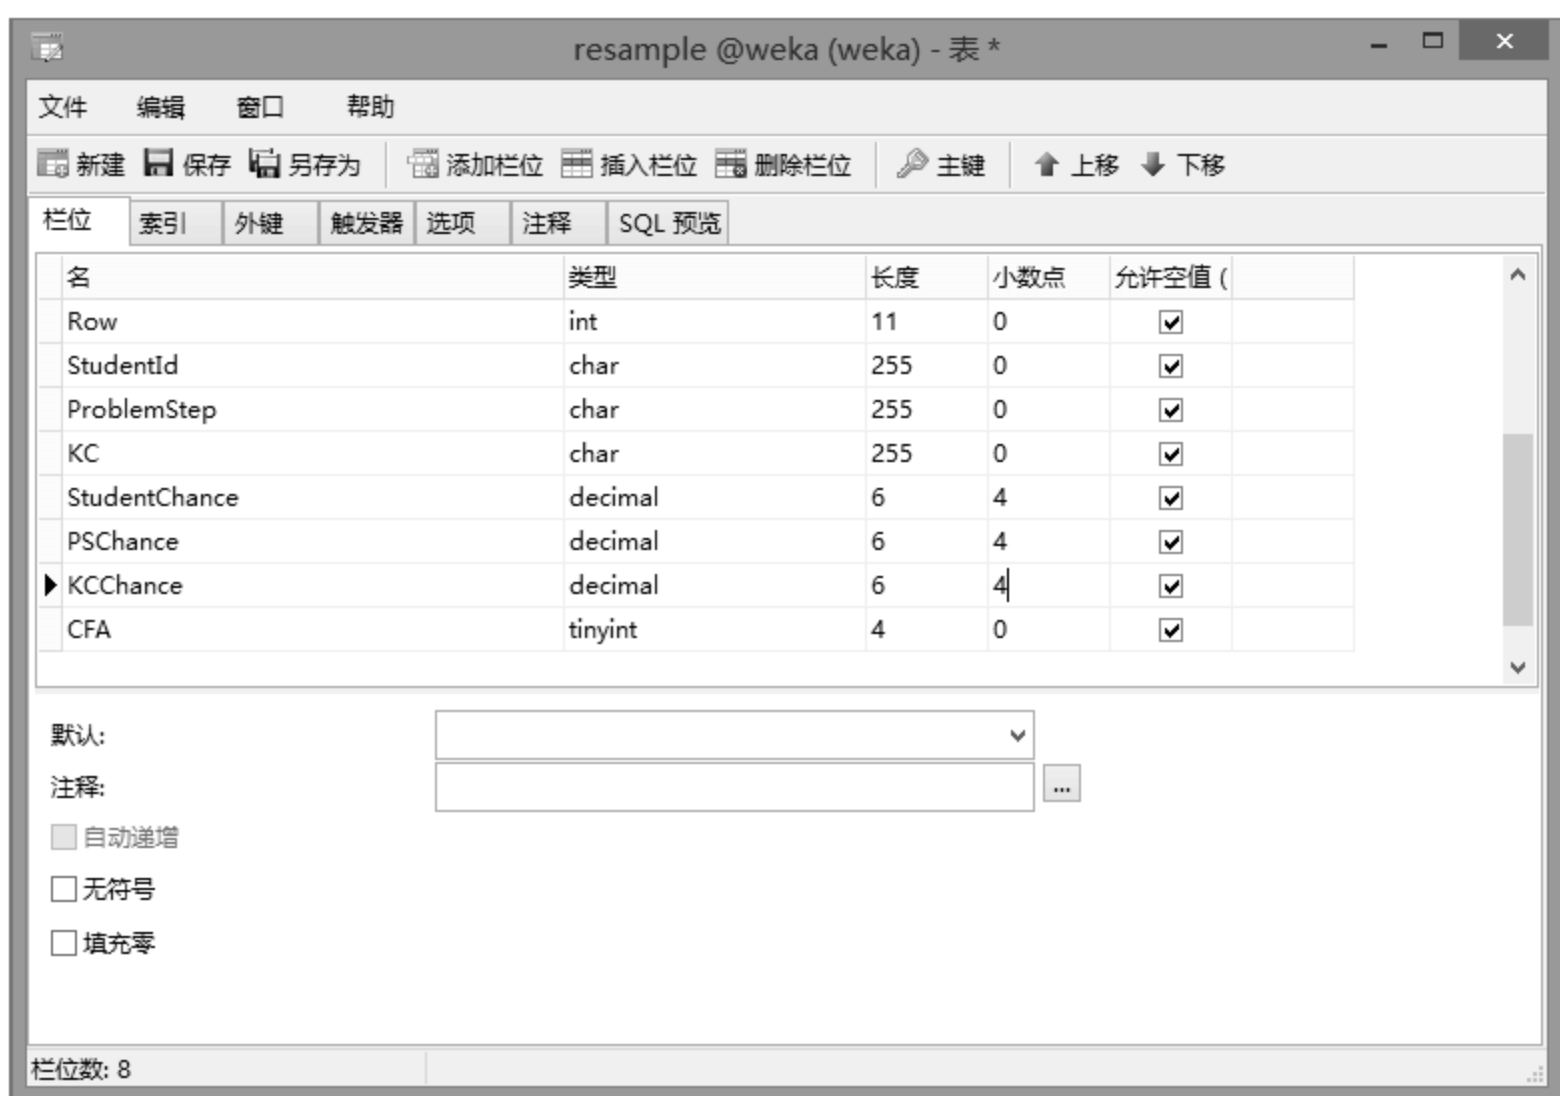 resample @weka (weka) - 表 *
文件 编辑 窗口 帮助
新建 保存 另存为 添加栏位 插入栏位 删除栏位 主键 上移 下移
栏位 索引 外键 触发器 选项 注释 SQL 预览
名 类型 长度 小数点 允许空值 (
Row int 11 0
StudentId char 255 0
ProblemStep char 255 0
KC char 255 0
StudentChance decimal 6 4
PSChance decimal 6 4
KCChance decimal 6 4
CFA tinyint 4 0
默认:
注释: ...
自动递增
无符号
填充零
栏位数: 8